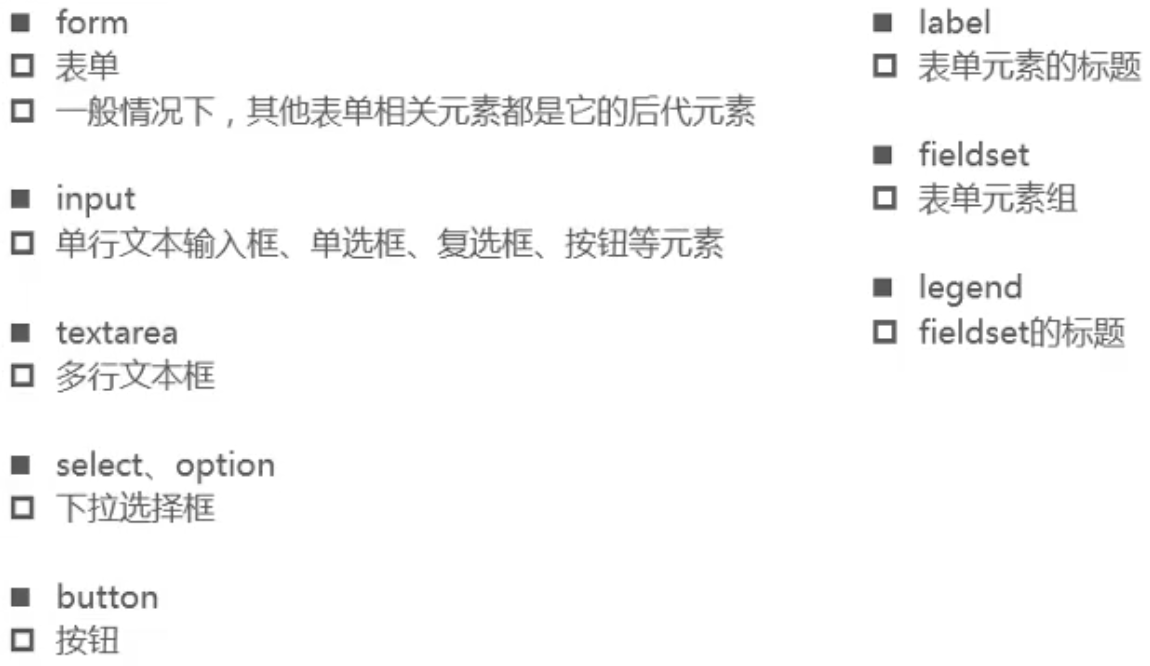 form
表单
一般情况下，其他表单相关元素都是它的后代元素
input
单行文本输入框、单选框、复选框、按钮等元素
textarea
多行文本框
select、option
下拉选择框
button
按钮
label
表单元素的标题
fieldset
表单元素组
legend
fieldset的标题